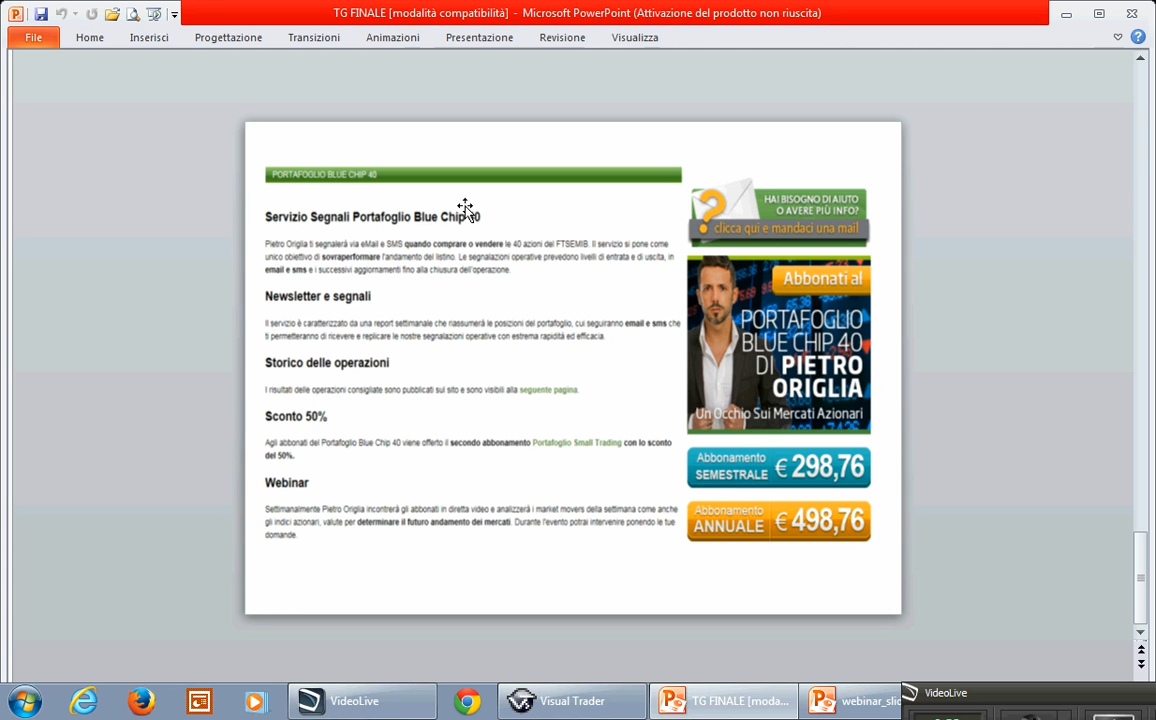 TG FINALE [modalità compatibilità] - Microsoft PowerPoint (Attivazione del prodotto non riuscita)
File Home Inserisci Progettazione Transizioni Animazioni Presentazione Revisione Visualizza
PORTAFOGLIO BLUE CHIP 40
Servizio Segnali Portafoglio Blue Chip 40
Pietro Origlia ti segnalerà via eMail e SMS quando comprare o vendere le 40 azioni del FTSEMIB. Il servizio si pone come
unico obiettivo di sovraperformare l'andamento del listino. Le segnalazioni operative prevedono livelli di entrata e di uscita, in
email e sms e i successivi aggiornamenti fino alla chiusura dell'operazione.
Newsletter e segnali
Il servizio è caratterizzato da una report settimanale che riassumerà le posizioni del portafoglio, cui seguiranno email e sms che
ti permetteranno di ricevere e replicare le nostre segnalazioni operative con estrema rapidità ed efficacia.
Storico delle operazioni
I risultati delle operazioni consigliate sono pubblicati sul sito e sono visibili alla seguente pagina.
Sconto 50%
Agli abbonati del Portafoglio Blue Chip 40 viene offerto il secondo abbonamento Portafoglio Small Trading con lo sconto
del 50%.
Webinar
Settimanalmente Pietro Origlia incontrerà gli abbonati in diretta video e analizzerà i market movers della settimana come anche
gli indici azionari, valute per determinare il futuro andamento dei mercati. Durante l'evento potrai intervenire ponendo le tue
domande.
HAI BISOGNO DI AIUTO
O AVERE PIÙ INFO?
clicca qui e mandaci una mail
Abbonati al
PORTAFOGLIO
BLUE CHIP 40
DI PIETRO
ORIGLIA
Un Occhio Sui Mercati Azionari
Abbonamento
SEMESTRALE € 298,76
Abbonamento
ANNUALE € 498,76
VideoLive
Visual Trader
TG FINALE [moda...
webinar_slid
VideoLive